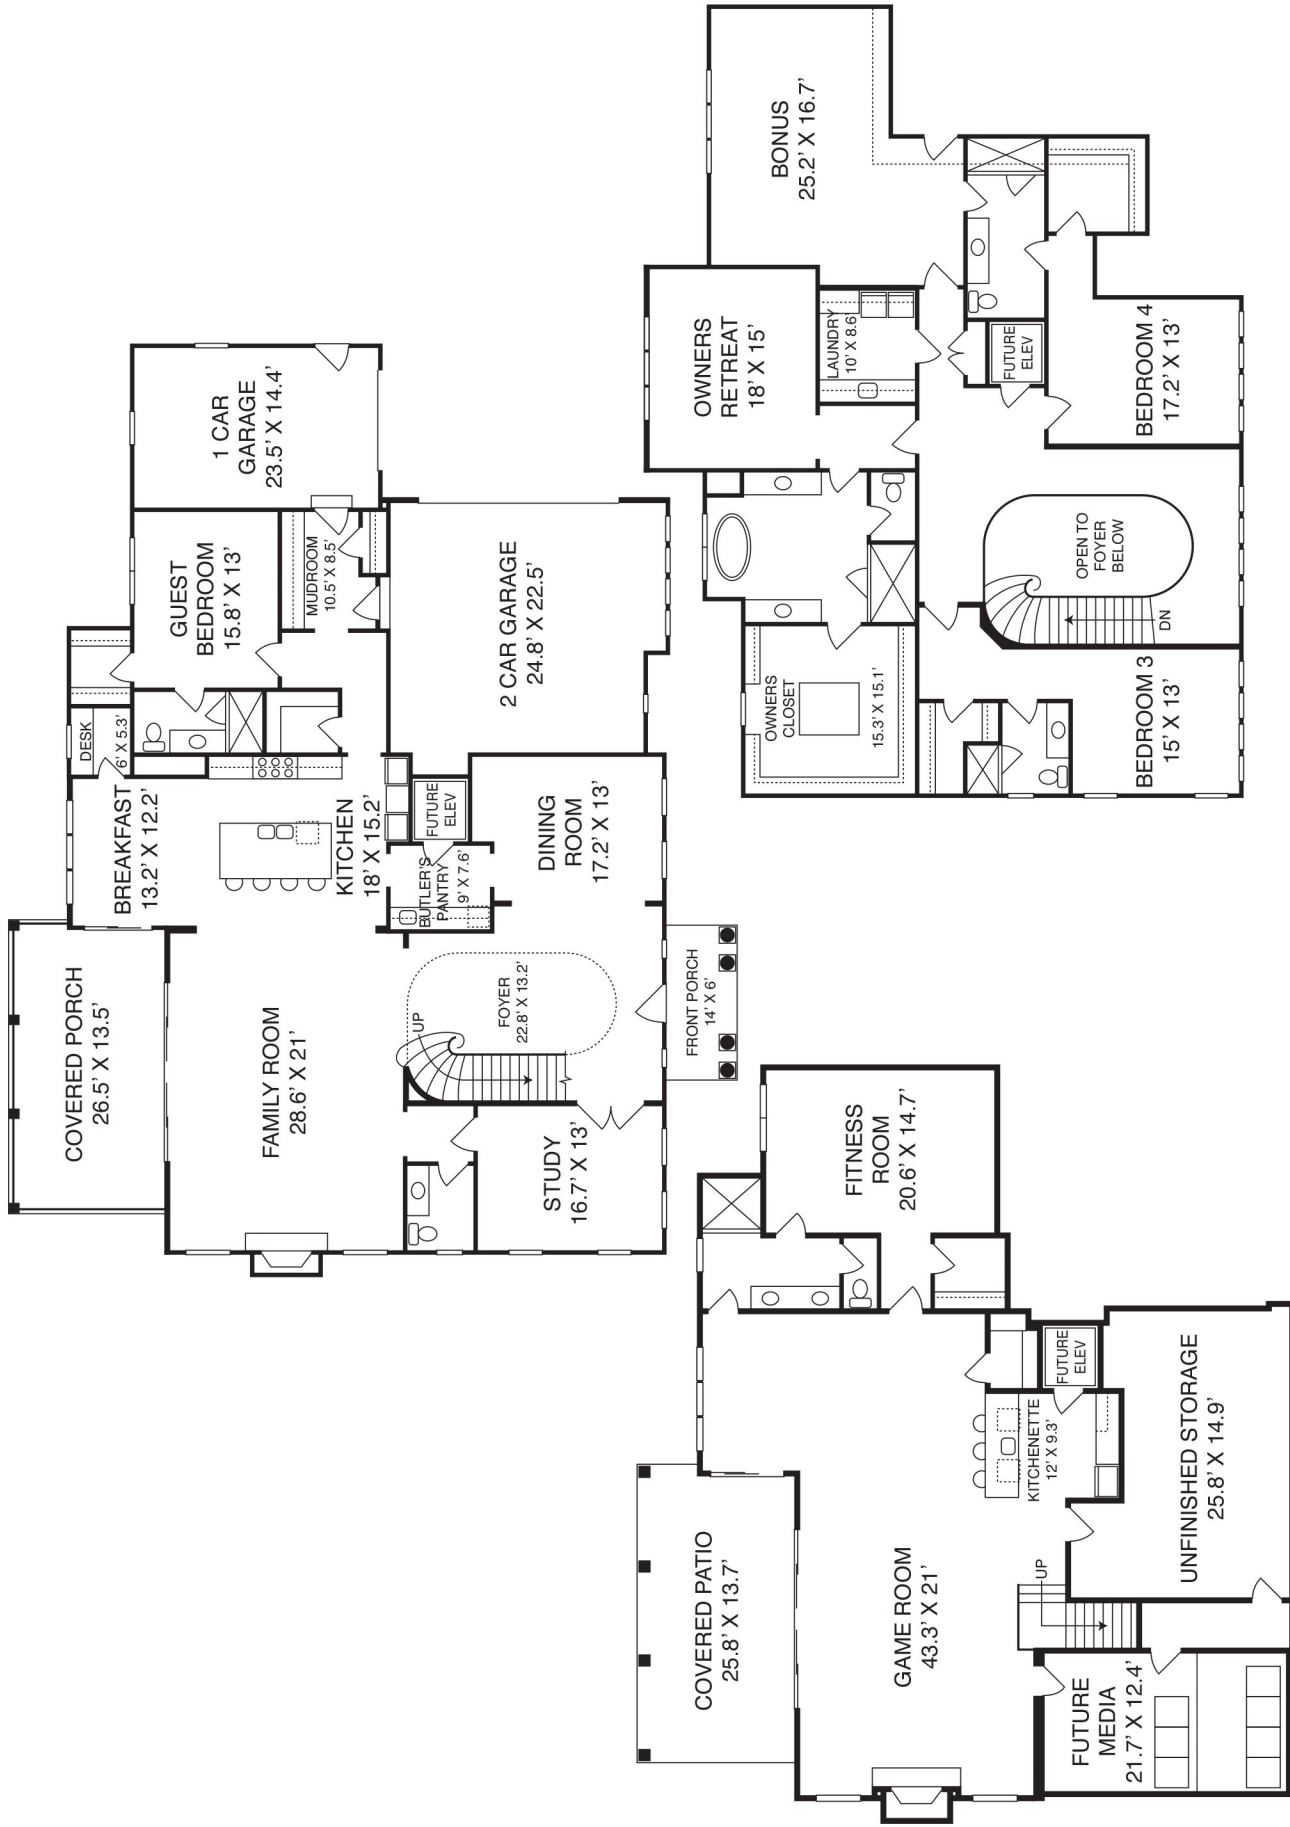 COVERED PORCH
26.5’ X 13.5’
BREAKFAST
13.2’ X 12.2’
DESK
6’ X 5.3’
GUEST
BEDROOM
15.8’ X 13’
1 CAR
GARAGE
23.5’ X 14.4’
MUDROOM
10.5’ X 8.5’
FAMILY ROOM
28.6’ X 21’
KITCHEN
18’ X 15.2’
FUTURE
ELEV
BUTLER’S
PANTRY
9’ X 7.6’
2 CAR GARAGE
24.8’ X 22.5’
UP
FOYER
22.8’ X 13.2’
DINING
ROOM
17.2’ X 13’
STUDY
16.7’ X 13’
FRONT PORCH
14’ X 6’
BONUS
25.2’ X 16.7’
OWNERS
RETREAT
18’ X 15’
LAUNDRY
10’ X 8.6’
FUTURE
ELEV
OWNERS
CLOSET
15.3’ X 15.1’
OPEN TO
FOYER
BELOW
DN
BEDROOM 3
15’ X 13’
BEDROOM 4
17.2’ X 13’
COVERED PATIO
25.8’ X 13.7’
FITNESS
ROOM
20.6’ X 14.7’
GAME ROOM
43.3’ X 21’
KITCHENETTE
12’ X 9.3’
FUTURE
ELEV
UP
FUTURE
MEDIA
21.7’ X 12.4’
UNFINISHED STORAGE
25.8’ X 14.9’